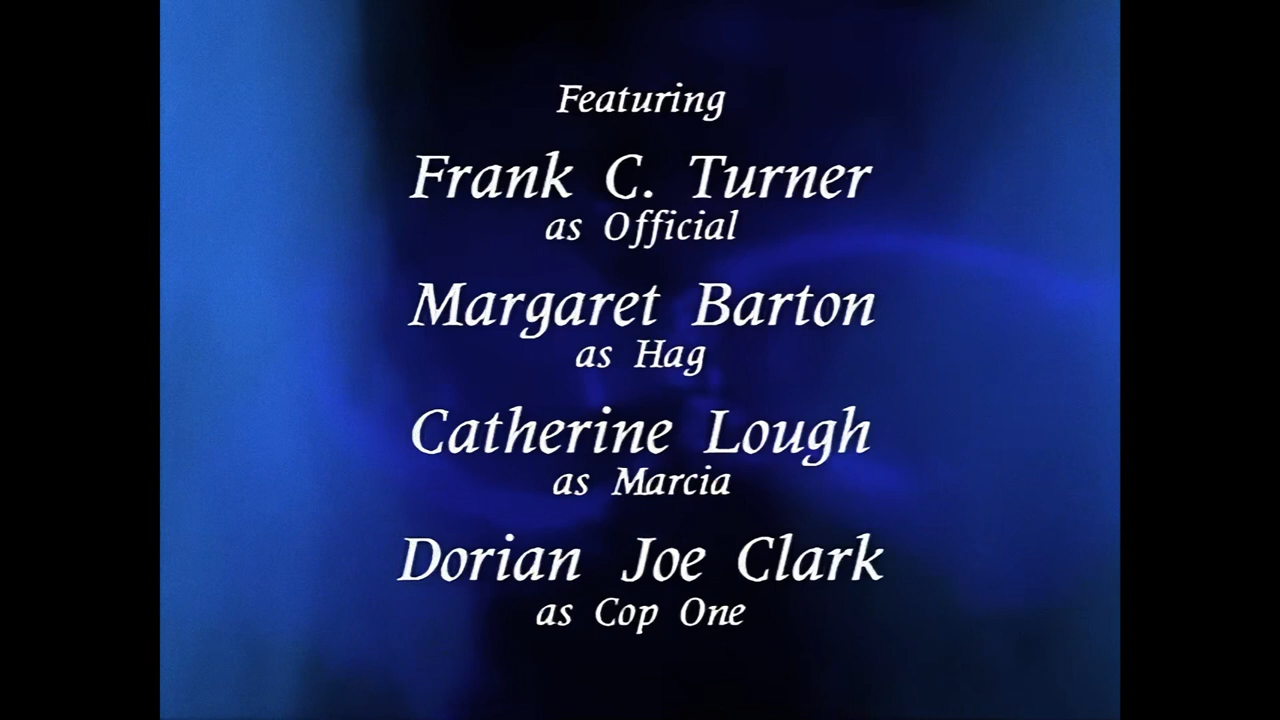 Featuring
Frank C. Turner
as Official
Margaret Barton
as Hag
Catherine Lough
as Marcia
Dorian Joe Clark
as Cop One